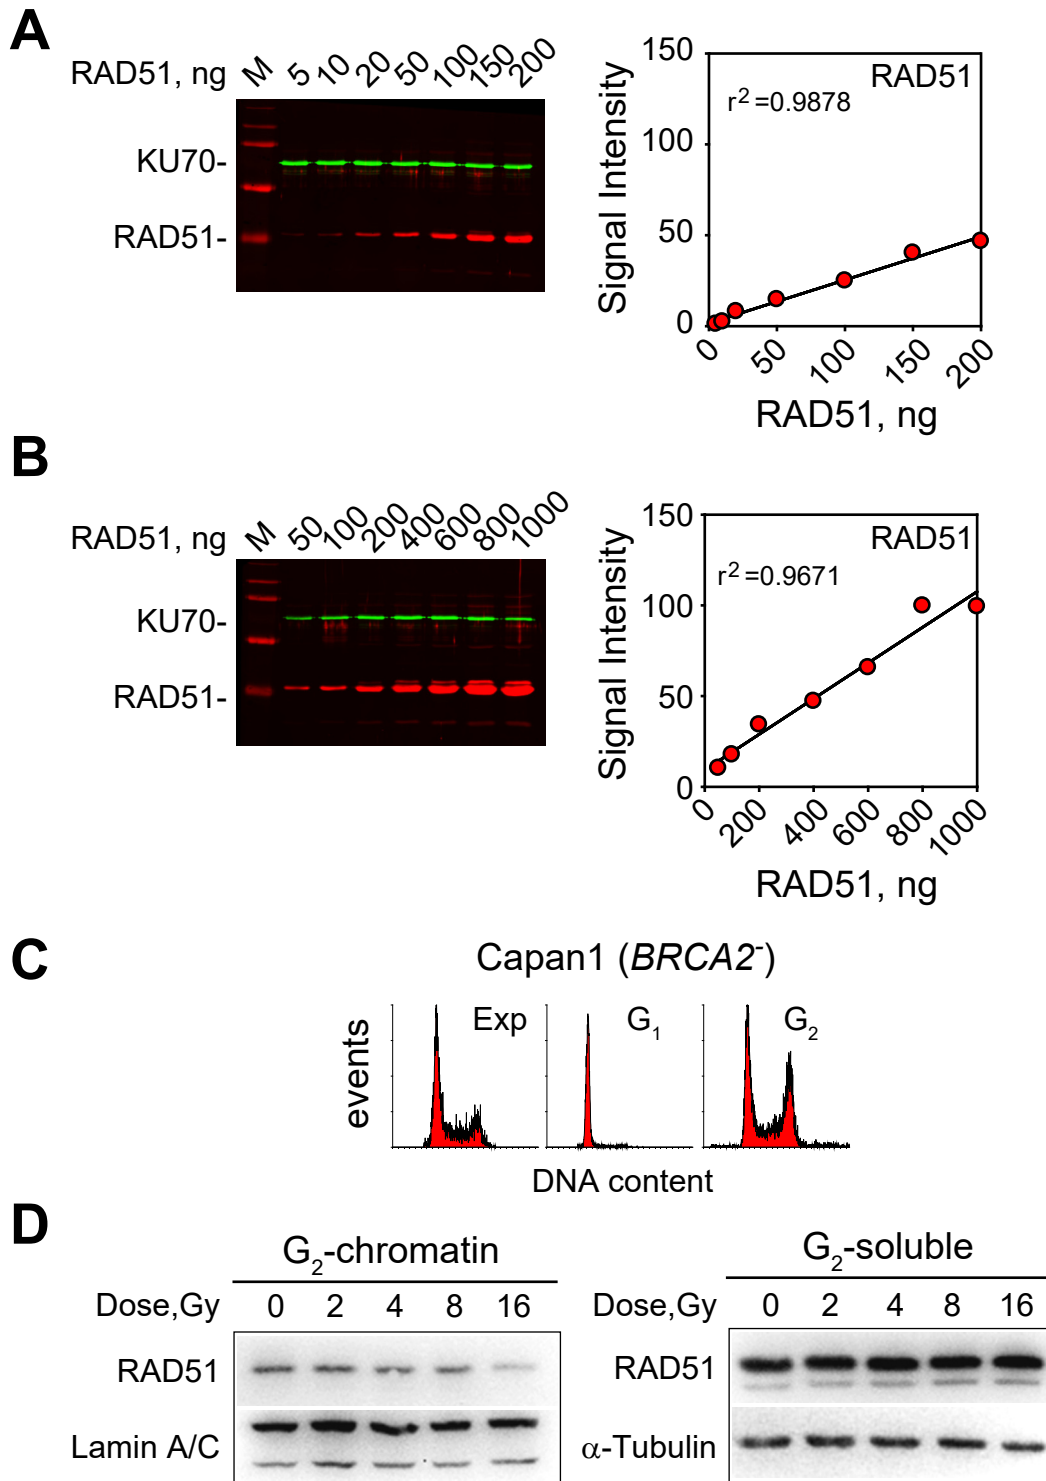 A
RAD51, ng M 5 10 20 50 100 150 200
KU70-
RAD51-
150
100
50
0
Signal Intensity
r²=0.9878
RAD51
0 50 100 150 200
RAD51, ng
B
RAD51, ng M 50 100 200 400 600 800 1000
KU70-
RAD51-
150
100
50
0
Signal Intensity
r²=0.9671
RAD51
0 200 400 600 800 1000
RAD51, ng
C
Capan1 (BRCA2⁻)
events
Exp G₁ G₂
DNA content
D
G₂-chromatin
Dose,Gy 0 2 4 8 16
RAD51
Lamin A/C
G₂-soluble
Dose,Gy 0 2 4 8 16
RAD51
α-Tubulin